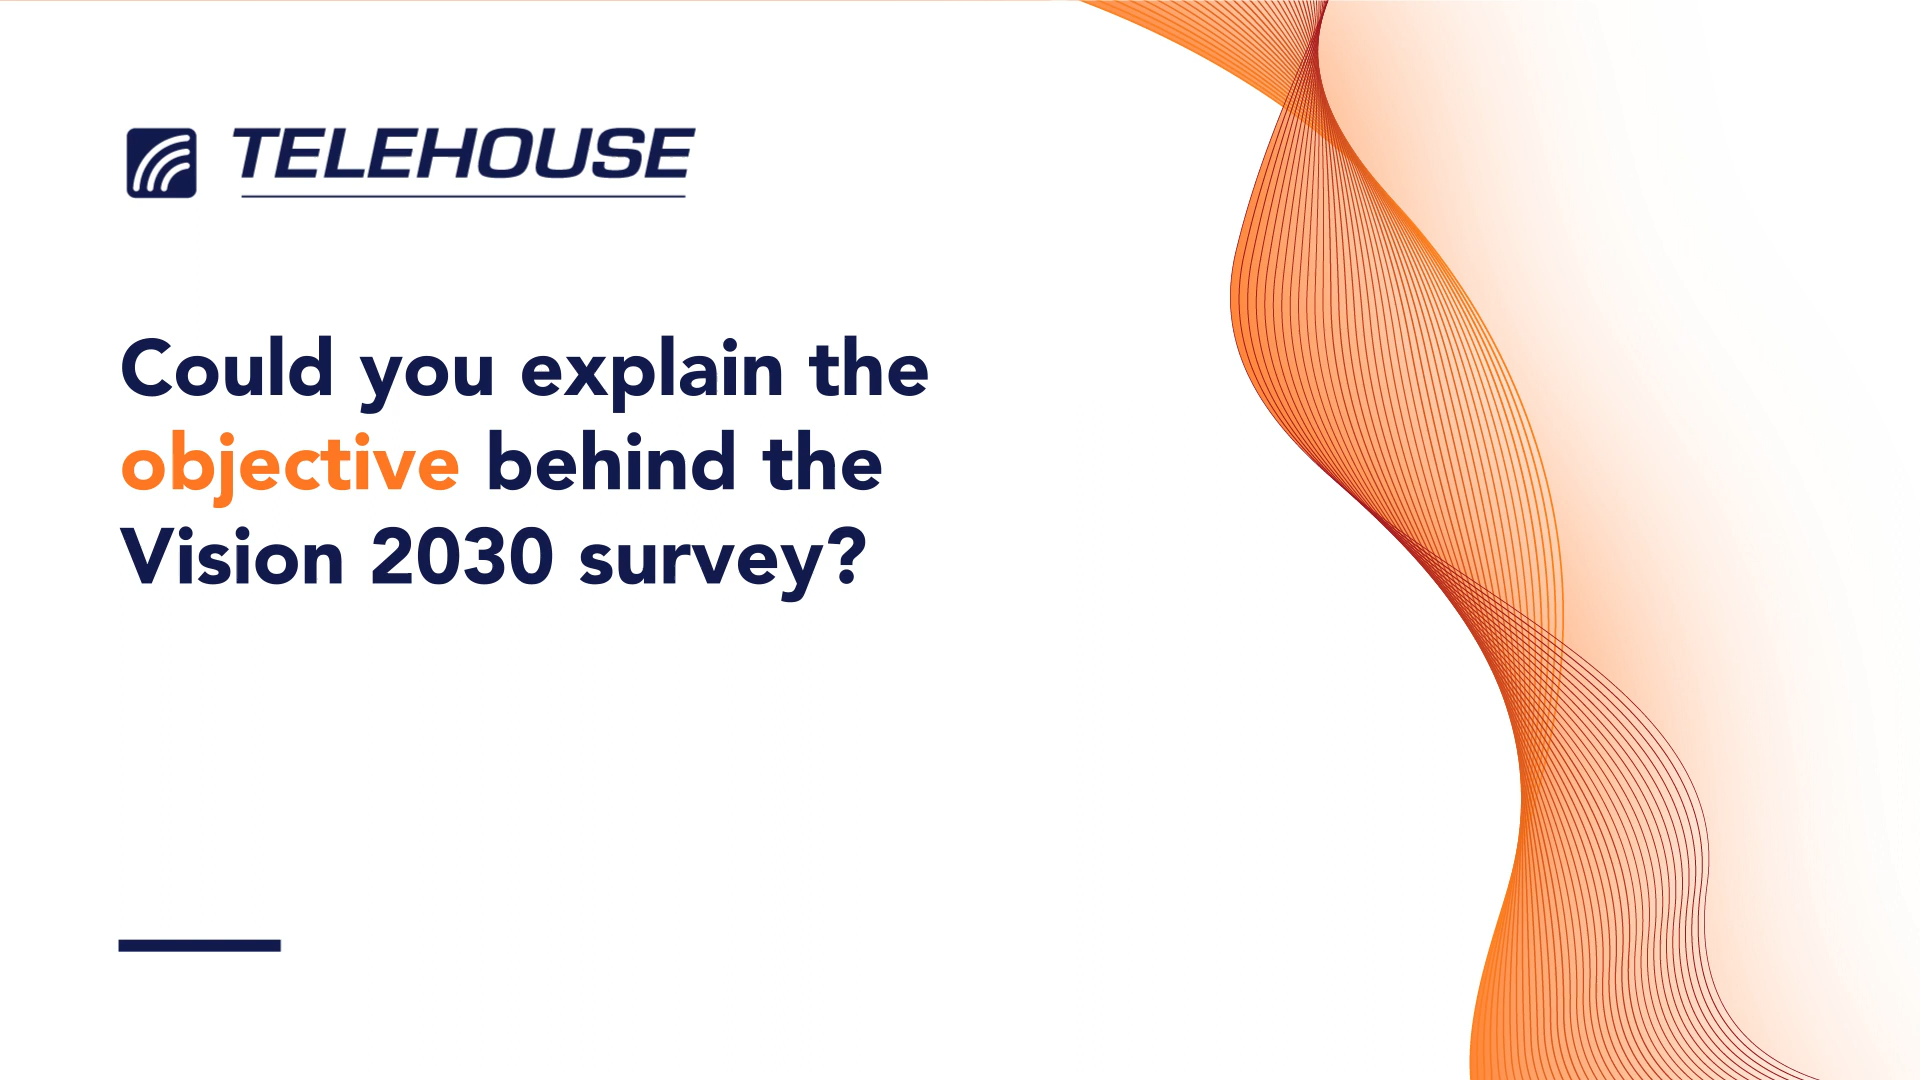 TELEHOUSE
Could you explain the
objective behind the
Vision 2030 survey?